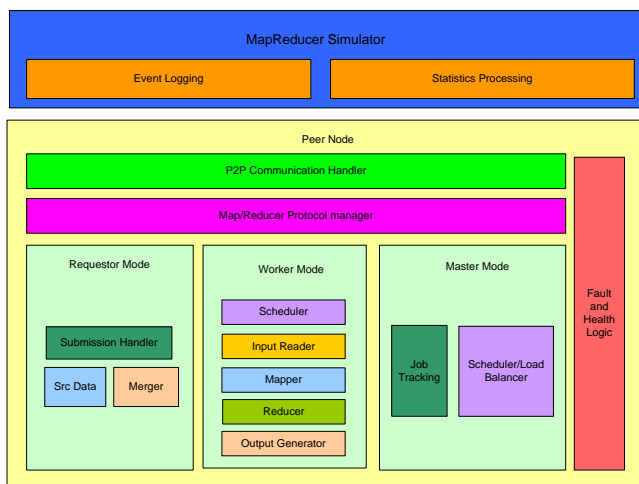 MapReducer Simulator
Event Logging
Statistics Processing
Peer Node
P2P Communication Handler
Map/Reducer Protocol manager
Requestor Mode
Submission Handler
Src Data
Merger
Worker Mode
Scheduler
Input Reader
Mapper
Reducer
Output Generator
Master Mode
Job
Tracking
Scheduler/Load
Balancer
Fault
and
Health
Logic